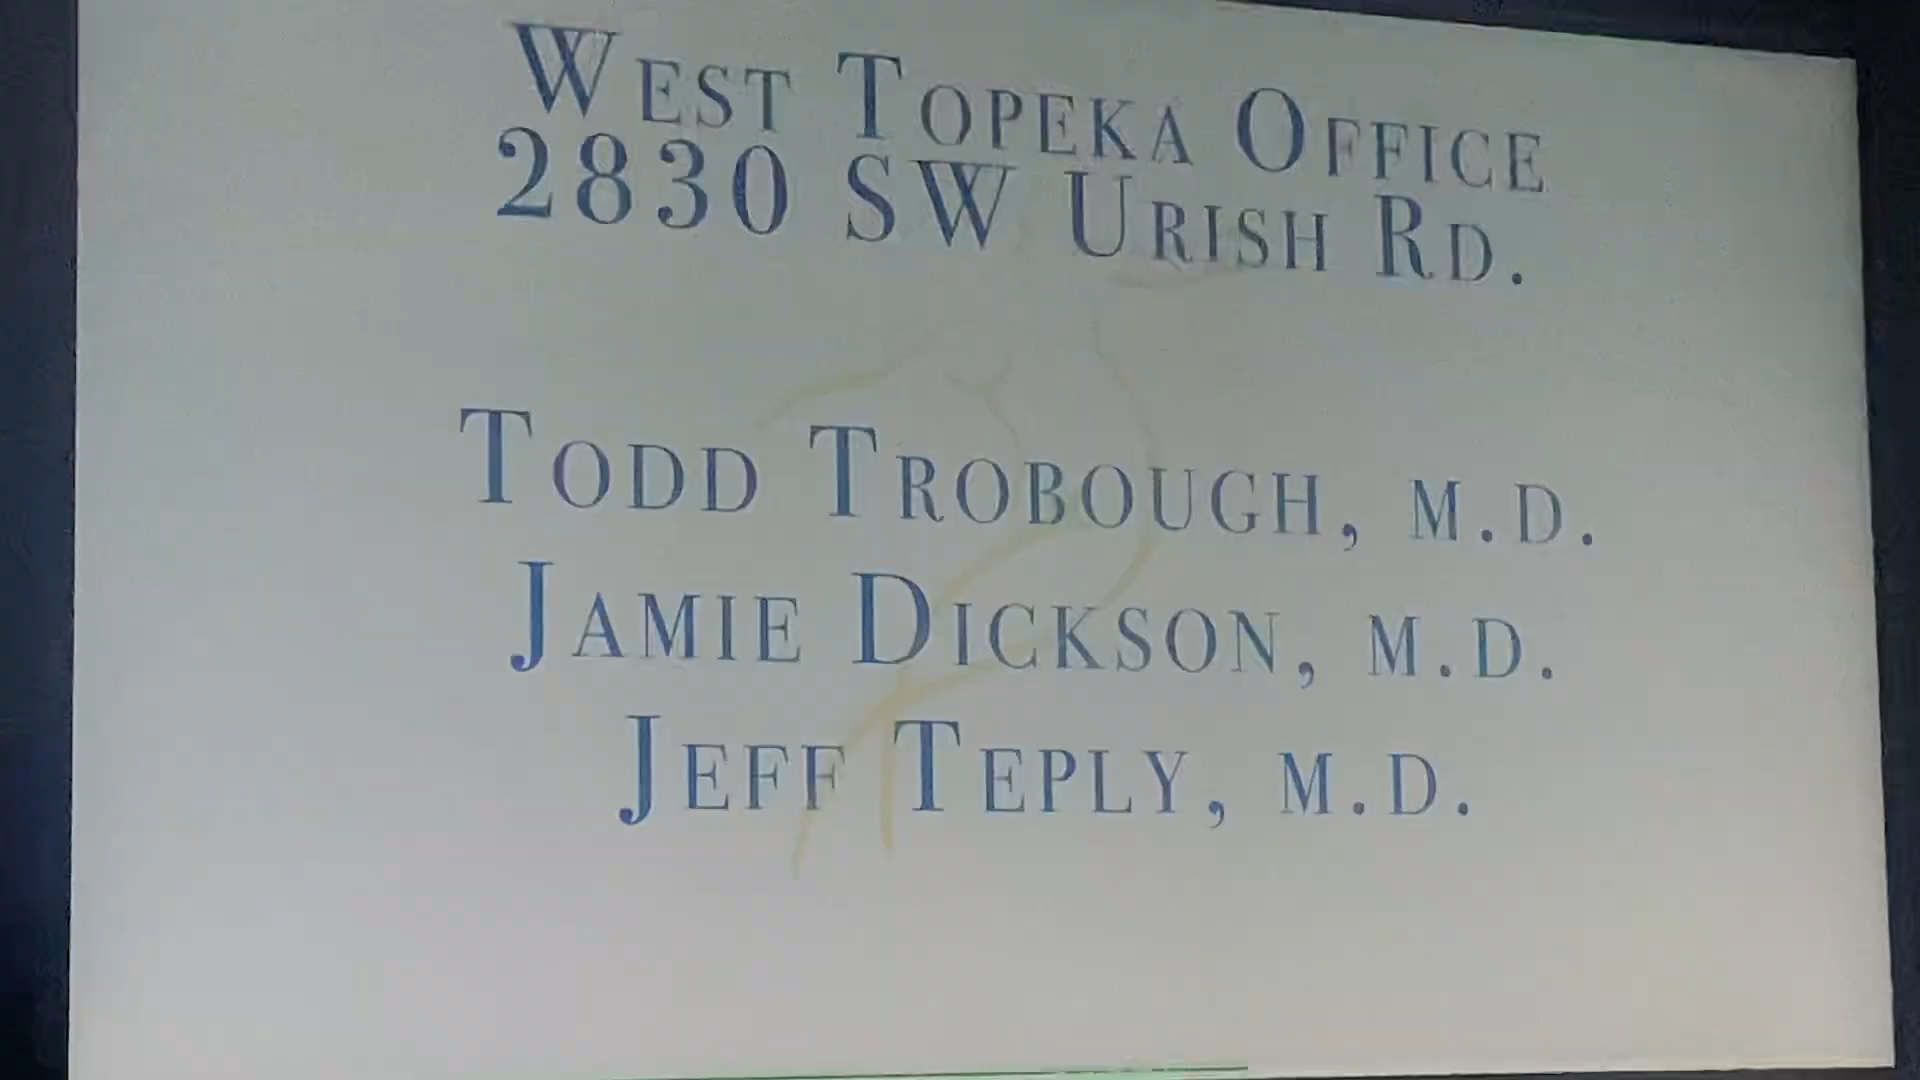 West Topeka Office
2830 SW Urish Rd.
Todd Trobough, M.D.
Jamie Dickson, M.D.
Jeff Teply, M.D.